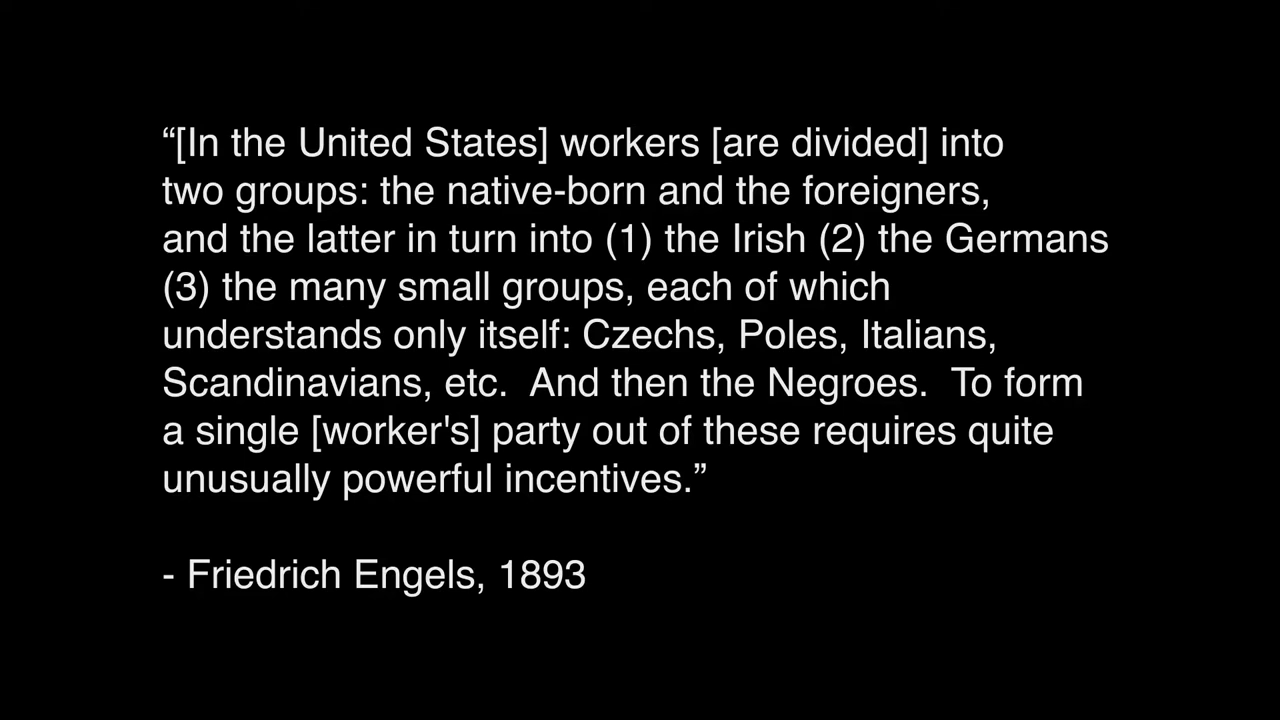 “[In the United States] workers [are divided] into
two groups: the native-born and the foreigners,
and the latter in turn into (1) the Irish (2) the Germans
(3) the many small groups, each of which
understands only itself: Czechs, Poles, Italians,
Scandinavians, etc.  And then the Negroes.  To form
a single [worker's] party out of these requires quite
unusually powerful incentives.”
- Friedrich Engels, 1893